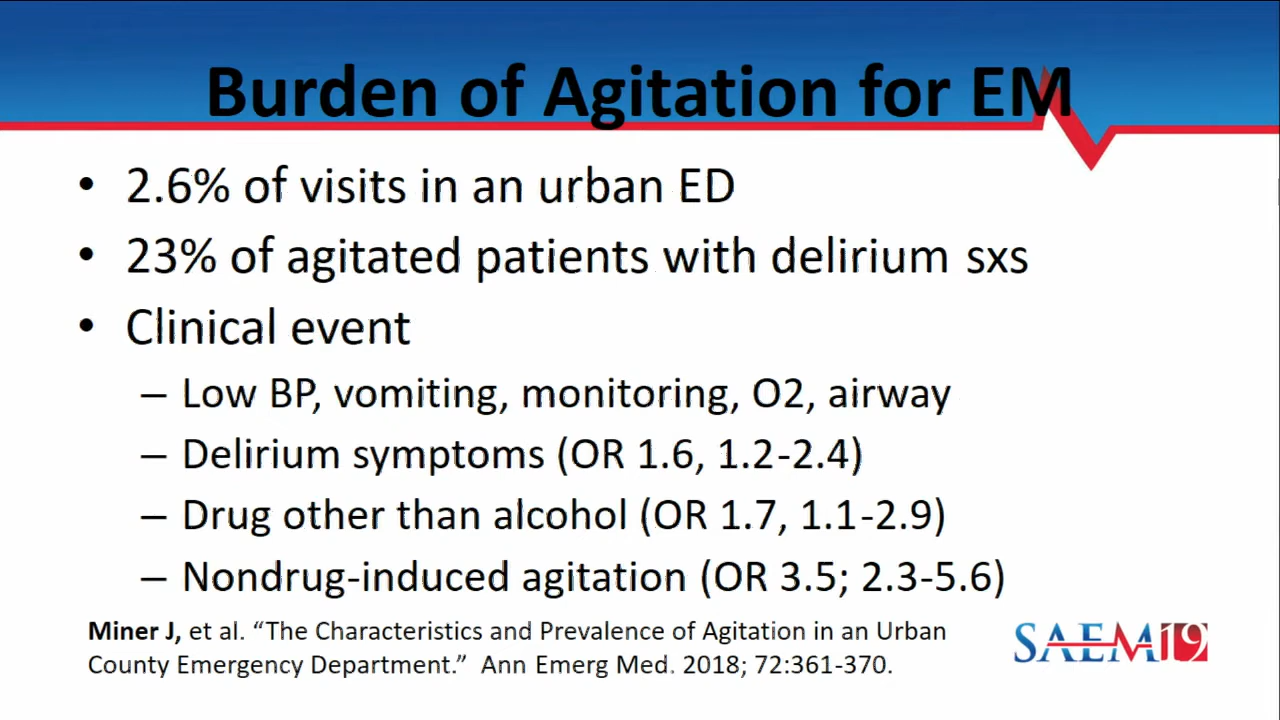 Burden of Agitation for EM
• 2.6% of visits in an urban ED
• 23% of agitated patients with delirium sxs
• Clinical event
– Low BP, vomiting, monitoring, O2, airway
– Delirium symptoms (OR 1.6, 1.2-2.4)
– Drug other than alcohol (OR 1.7, 1.1-2.9)
– Nondrug-induced agitation (OR 3.5; 2.3-5.6)
Miner J, et al. “The Characteristics and Prevalence of Agitation in an Urban
County Emergency Department.” Ann Emerg Med. 2018; 72:361-370.
SAEM19